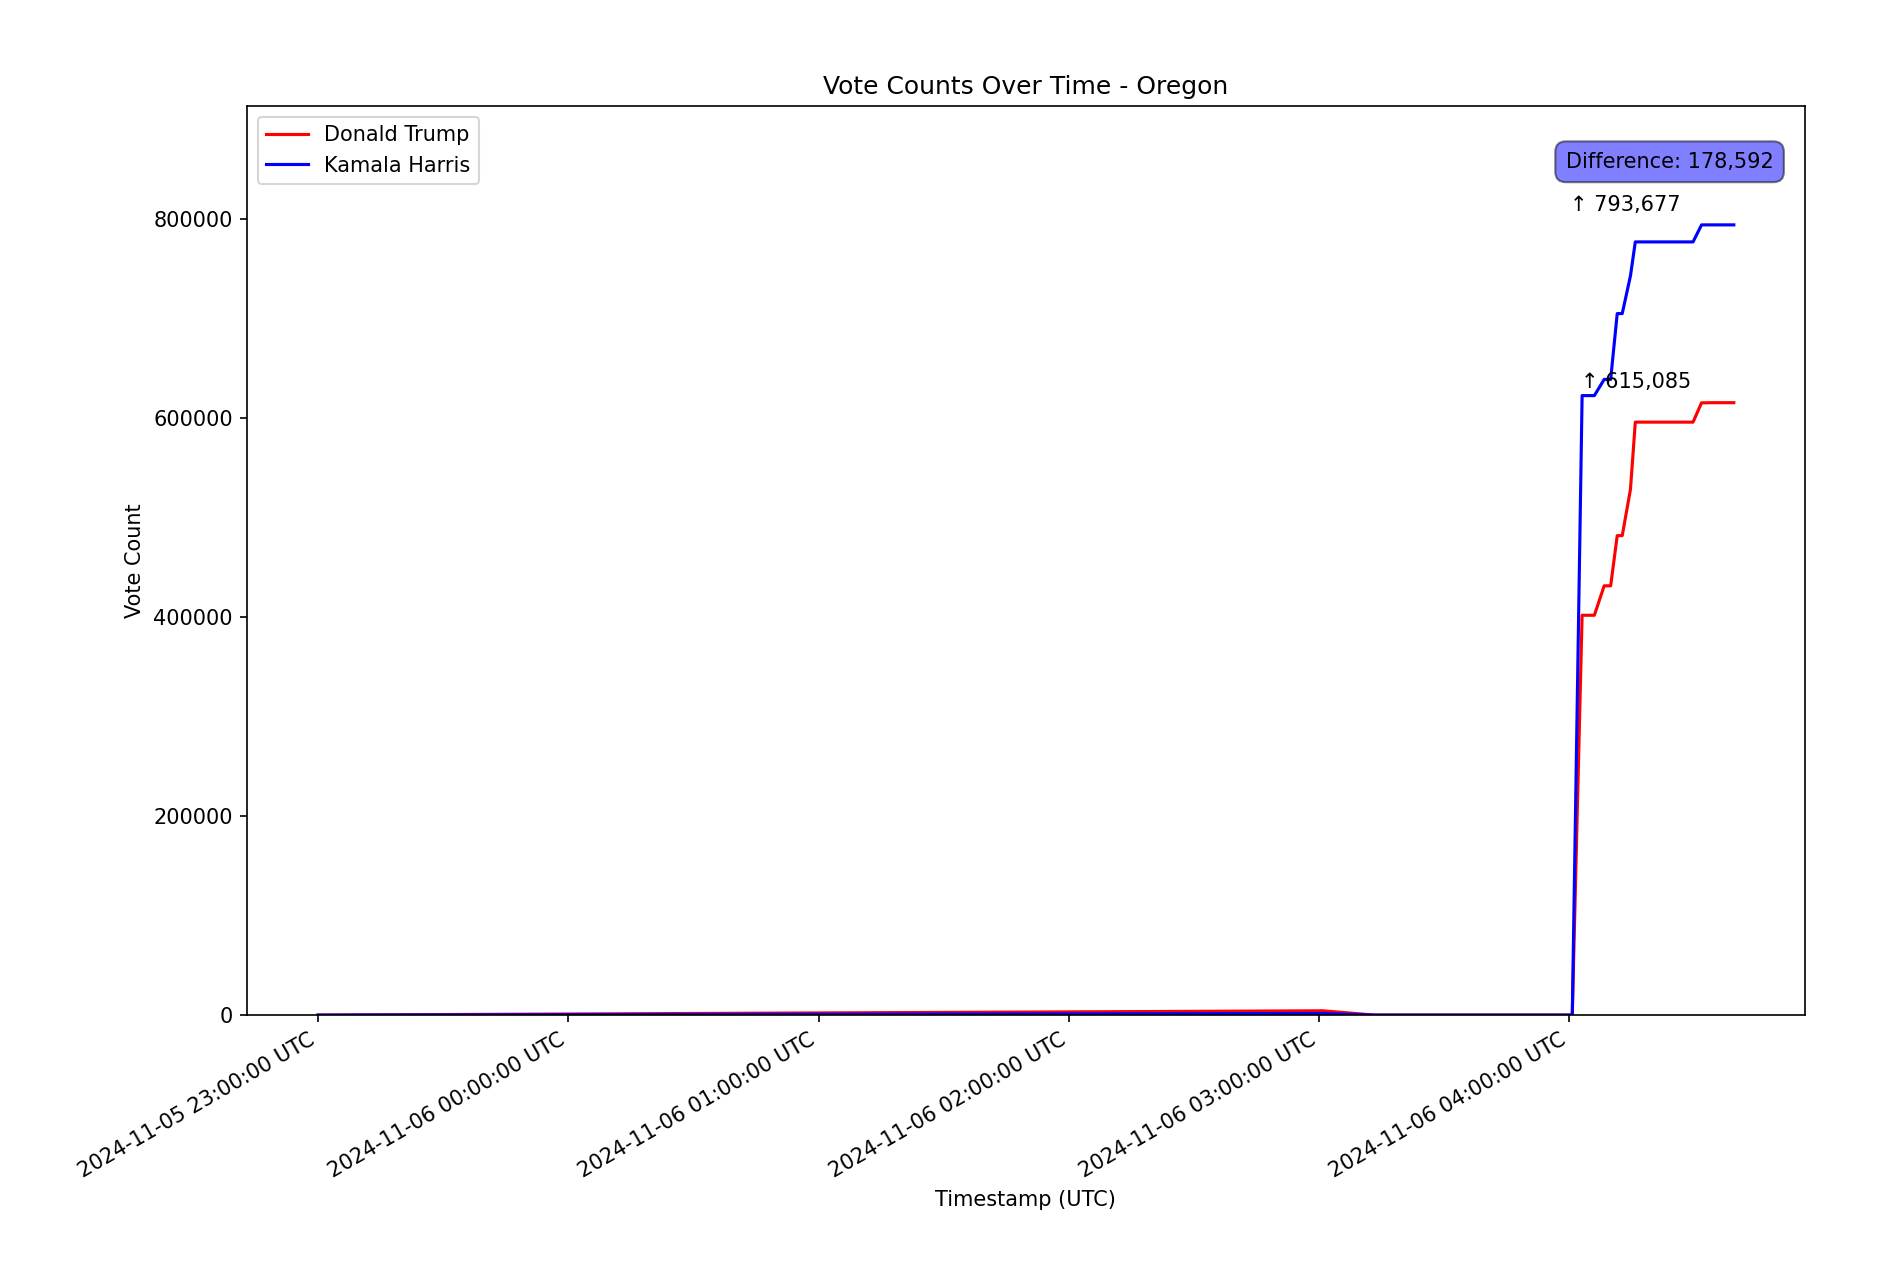 Vote Counts Over Time - Oregon
Donald Trump
Kamala Harris
Difference: 178,592
↑ 793,677
↑ 615,085
800000
600000
400000
200000
0
Vote Count
2024-11-05 23:00:00 UTC
2024-11-06 00:00:00 UTC
2024-11-06 01:00:00 UTC
2024-11-06 02:00:00 UTC
2024-11-06 03:00:00 UTC
2024-11-06 04:00:00 UTC
Timestamp (UTC)